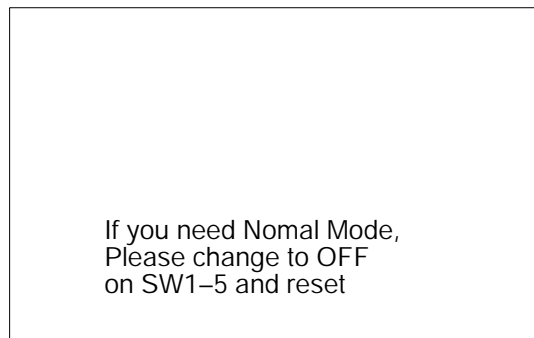 If you need Nomal Mode,
Please change to OFF
on SW1–5 and reset